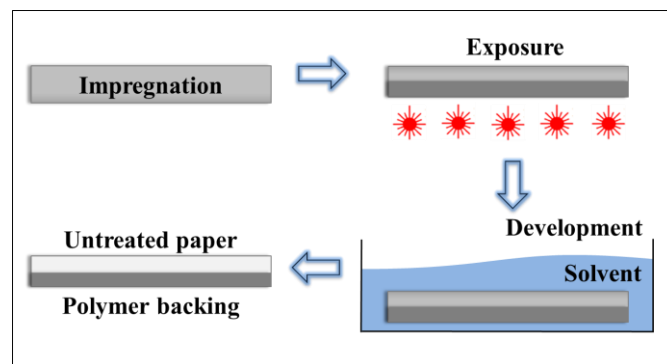 Impregnation
Exposure
Development
Solvent
Untreated paper
Polymer backing